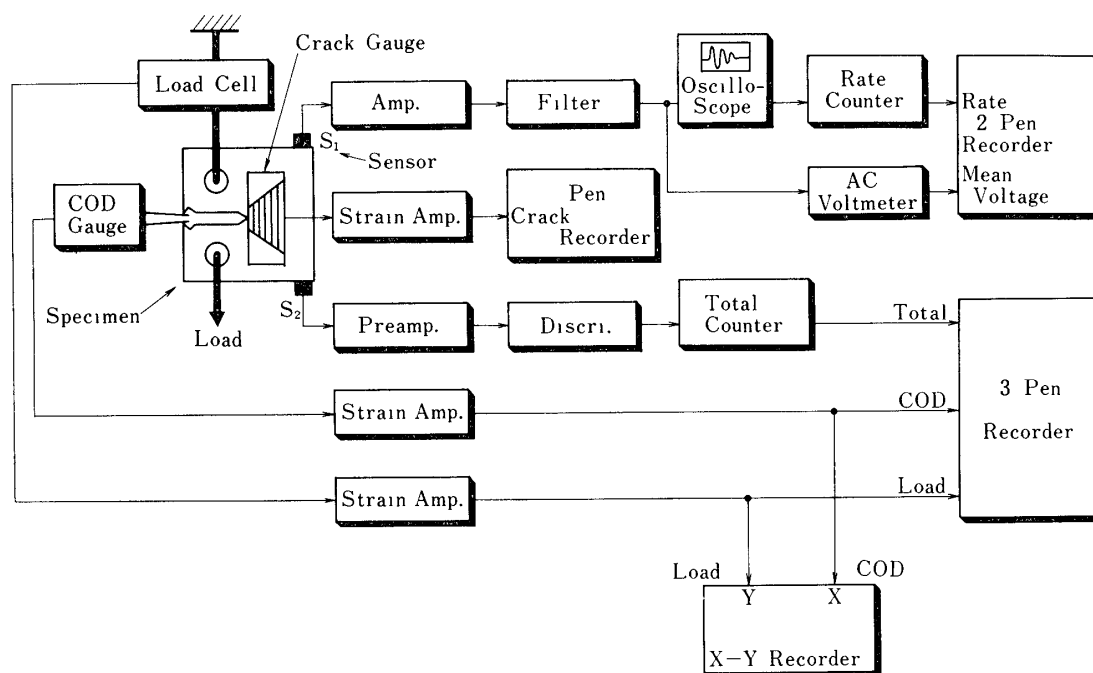 Crack Gauge
Load Cell
Amp.
Filter
Oscillo-
Scope
Rate
Counter
Rate
2 Pen
Recorder
Mean
Voltage
S1
Sensor
AC
Voltmeter
COD
Gauge
Strain Amp.
Pen
Crack
Recorder
Specimen
Load
S2
Preamp.
Discri.
Total
Counter
Total
3 Pen
Recorder
Strain Amp.
COD
Strain Amp.
Load
Load
COD
Y
X
X-Y Recorder